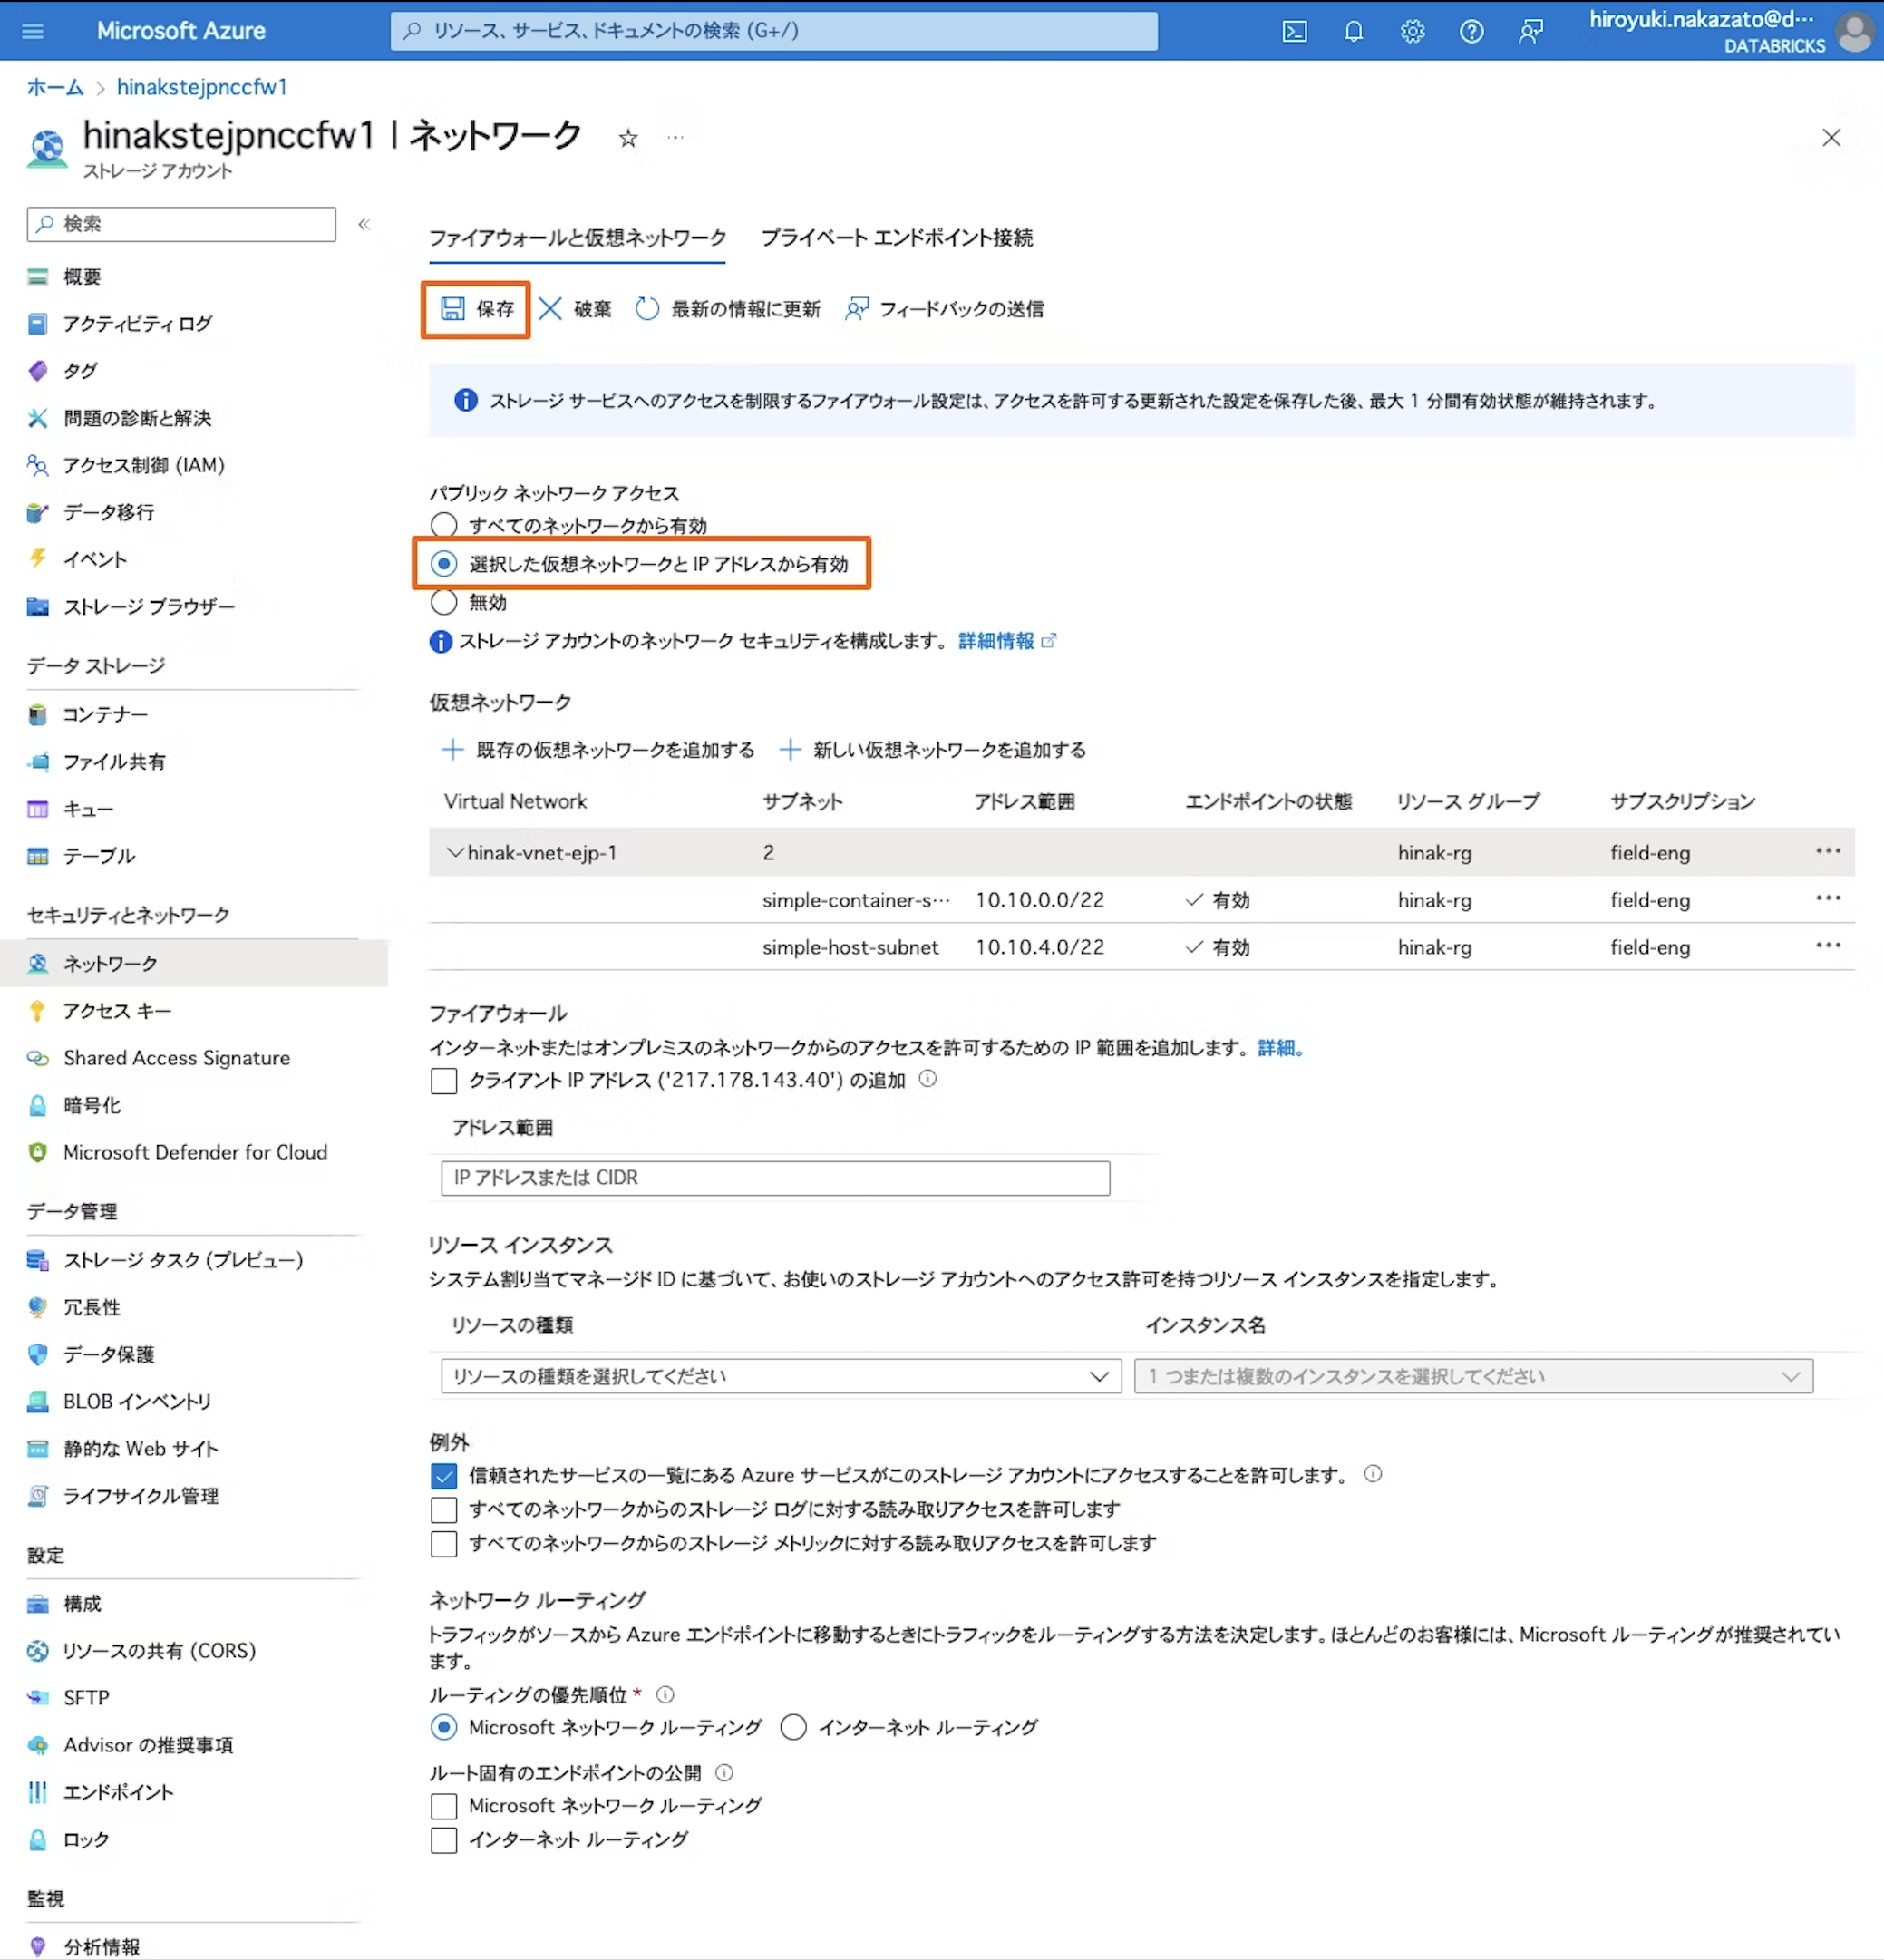 Microsoft Azure
リソース、サービス、ドキュメントの検索 (G+/)
hiroyuki.nakazato@d···
DATABRICKS
ホーム > hinakstejpnccfw1
hinakstejpnccfw1 | ネットワーク
ストレージ アカウント
検索
概要
アクティビティ ログ
タグ
問題の診断と解決
アクセス制御 (IAM)
データ移行
イベント
ストレージ ブラウザー
データ ストレージ
コンテナー
ファイル共有
キュー
テーブル
セキュリティとネットワーク
ネットワーク
アクセス キー
Shared Access Signature
暗号化
Microsoft Defender for Cloud
データ管理
ストレージ タスク (プレビュー)
冗長性
データ保護
BLOB インベントリ
静的な Web サイト
ライフサイクル管理
設定
構成
リソースの共有 (CORS)
SFTP
Advisor の推奨事項
エンドポイント
ロック
監視
分析情報
ファイアウォールと仮想ネットワーク プライベート エンドポイント接続
保存 破棄 最新の情報に更新 フィードバックの送信
ストレージ サービスへのアクセスを制限するファイアウォール設定は、アクセスを許可する更新された設定を保存した後、最大 1 分間有効状態が維持されます。
パブリック ネットワーク アクセス
すべてのネットワークから有効
選択した仮想ネットワークと IP アドレスから有効
無効
ストレージ アカウントのネットワーク セキュリティを構成します。 詳細情報
仮想ネットワーク
+ 既存の仮想ネットワークを追加する + 新しい仮想ネットワークを追加する
Virtual Network サブネット アドレス範囲 エンドポイントの状態 リソース グループ サブスクリプション
hinak-vnet-ejp-1 2 hinak-rg field-eng ···
simple-container-s··· 10.10.0.0/22 有効 hinak-rg field-eng ···
simple-host-subnet 10.10.4.0/22 有効 hinak-rg field-eng ···
ファイアウォール
インターネットまたはオンプレミスのネットワークからのアクセスを許可するための IP 範囲を追加します。 詳細。
クライアント IP アドレス ('217.178.143.40') の追加
アドレス範囲
IP アドレスまたは CIDR
リソース インスタンス
システム割り当てマネージド ID に基づいて、お使いのストレージ アカウントへのアクセス許可を持つリソース インスタンスを指定します。
リソースの種類 インスタンス名
リソースの種類を選択してください 1 つまたは複数のインスタンスを選択してください
例外
信頼されたサービスの一覧にある Azure サービスがこのストレージ アカウントにアクセスすることを許可します。
すべてのネットワークからのストレージ ログに対する読み取りアクセスを許可します
すべてのネットワークからのストレージ メトリックに対する読み取りアクセスを許可します
ネットワーク ルーティング
トラフィックがソースから Azure エンドポイントに移動するときにトラフィックをルーティングする方法を決定します。ほとんどのお客様には、Microsoft ルーティングが推奨されてい
ます。
ルーティングの優先順位 *
Microsoft ネットワーク ルーティング インターネット ルーティング
ルート固有のエンドポイントの公開
Microsoft ネットワーク ルーティング
インターネット ルーティング